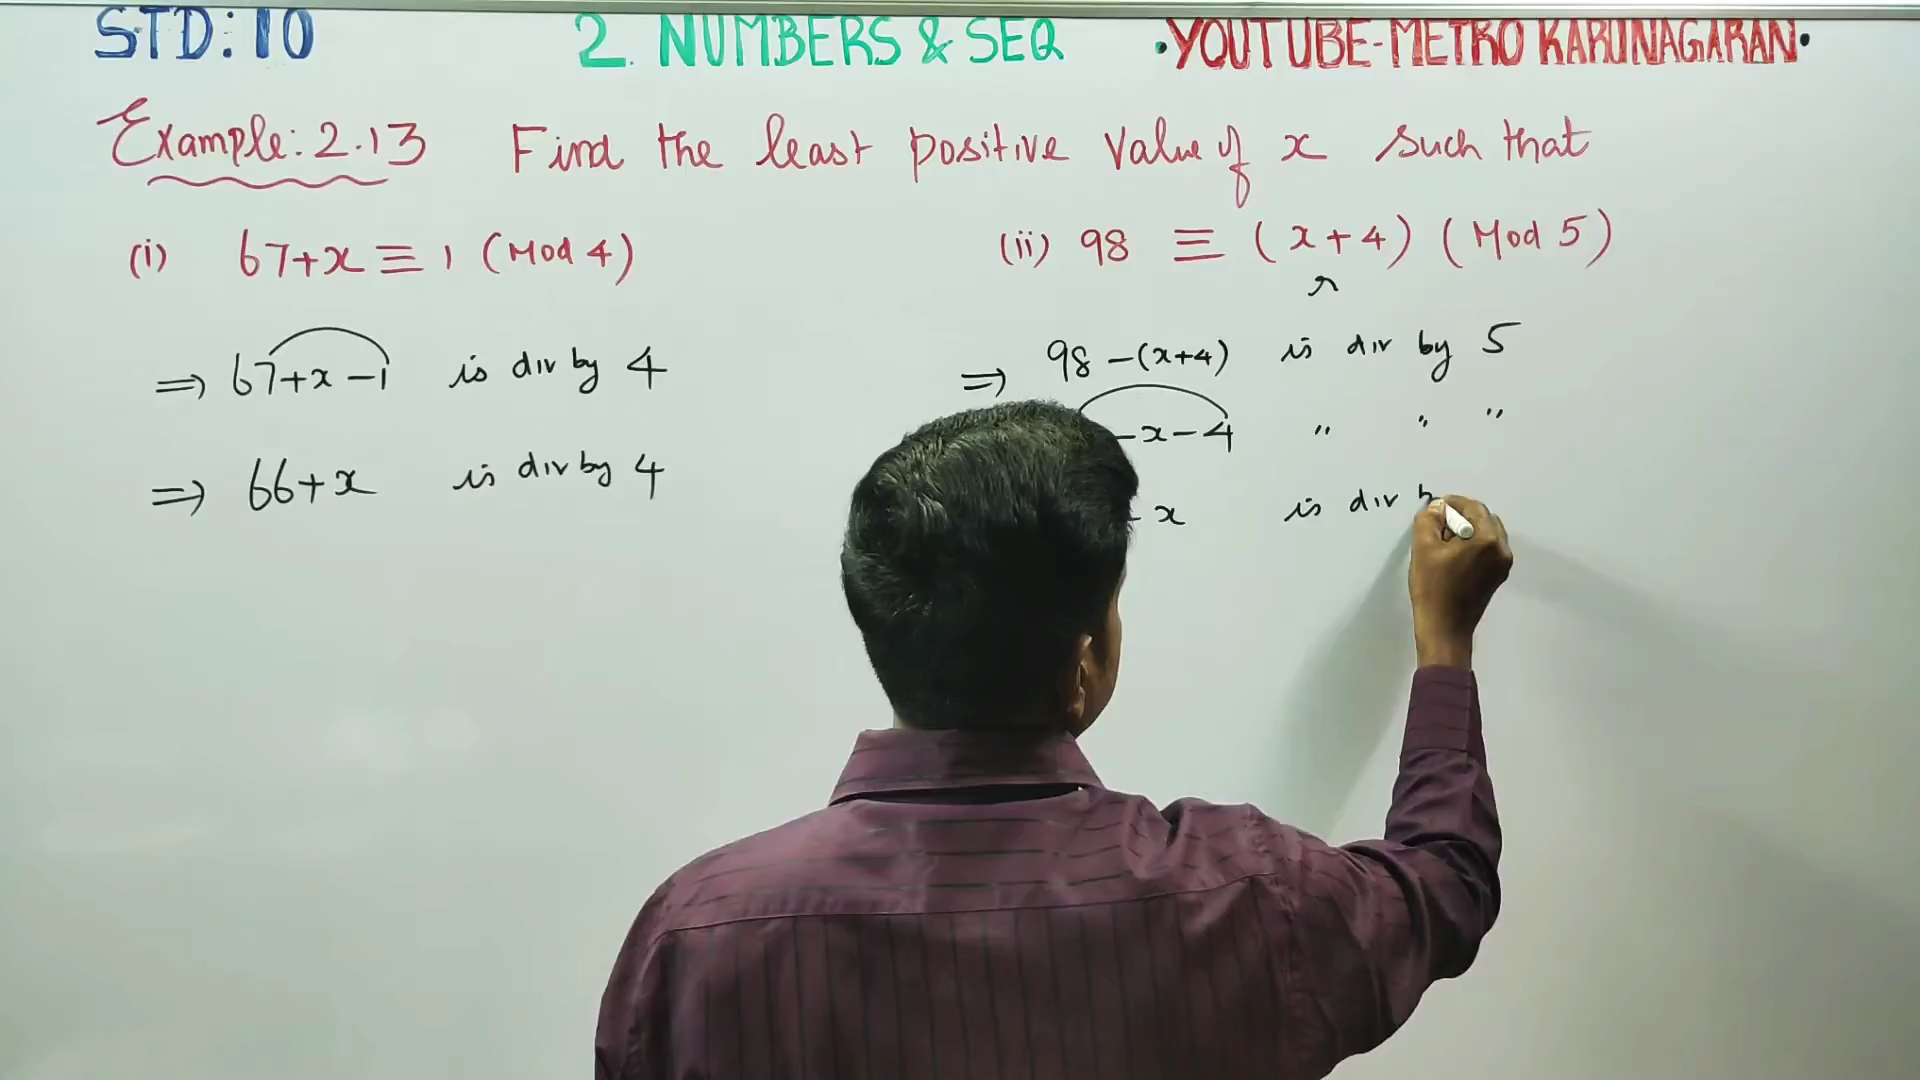 STD: 10 2. NUMBERS & SEQ •YOUTUBE-METRO KARUNAGARAN•
Example: 2.13 Find the least positive value of x such that
(i) 67+x ≡ 1 (Mod 4)
(ii) 98 ≡ (x+4) (Mod 5)
⇒ 67+x-1 is div by 4
⇒ 66+x is div by 4
⇒ 98 -(x+4) is div by 5
-x-4 " " "
- x is div